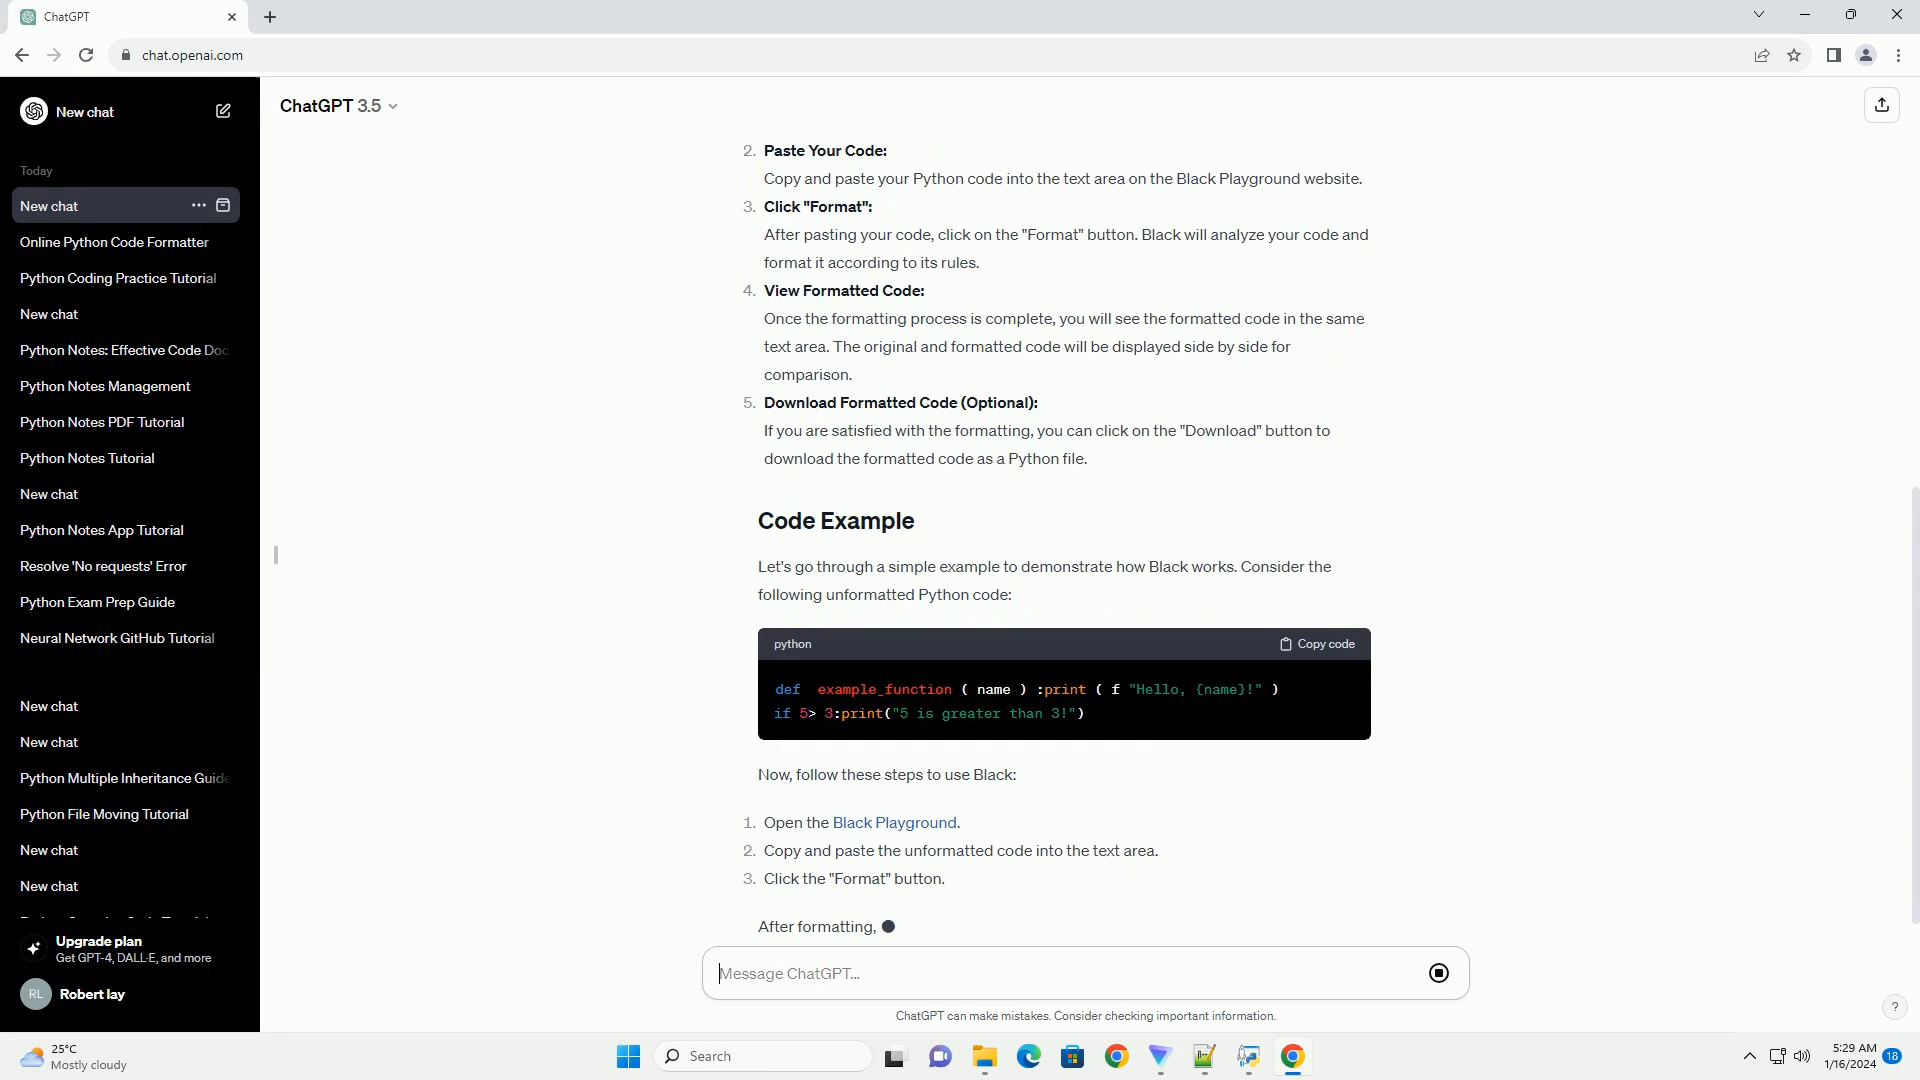 ChatGPT
chat.openai.com
New chat
Today
New chat
Online Python Code Formatter
Python Coding Practice Tutorial
New chat
Python Notes: Effective Code Doc
Python Notes Management
Python Notes PDF Tutorial
Python Notes Tutorial
New chat
Python Notes App Tutorial
Resolve 'No requests' Error
Python Exam Prep Guide
Neural Network GitHub Tutorial
New chat
New chat
Python Multiple Inheritance Guide
Python File Moving Tutorial
New chat
New chat
Upgrade plan
Get GPT-4, DALL·E, and more
RL Robert lay
ChatGPT 3.5
2. Paste Your Code:
Copy and paste your Python code into the text area on the Black Playground website.
3. Click "Format":
After pasting your code, click on the "Format" button. Black will analyze your code and
format it according to its rules.
4. View Formatted Code:
Once the formatting process is complete, you will see the formatted code in the same
text area. The original and formatted code will be displayed side by side for
comparison.
5. Download Formatted Code (Optional):
If you are satisfied with the formatting, you can click on the "Download" button to
download the formatted code as a Python file.
Code Example
Let's go through a simple example to demonstrate how Black works. Consider the
following unformatted Python code:
python Copy code
def example_function ( name ) :print ( f "Hello, {name}!" )
if 5> 3:print("5 is greater than 3!")
Now, follow these steps to use Black:
1. Open the Black Playground.
2. Copy and paste the unformatted code into the text area.
3. Click the "Format" button.
After formatting,
Message ChatGPT...
ChatGPT can make mistakes. Consider checking important information.
?
25°C
Mostly cloudy
Search
5:29 AM
1/16/2024
18